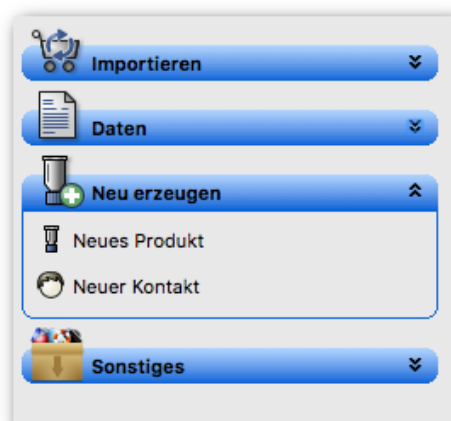 Importieren
Daten
Neu erzeugen
Neues Produkt
Neuer Kontakt
Sonstiges